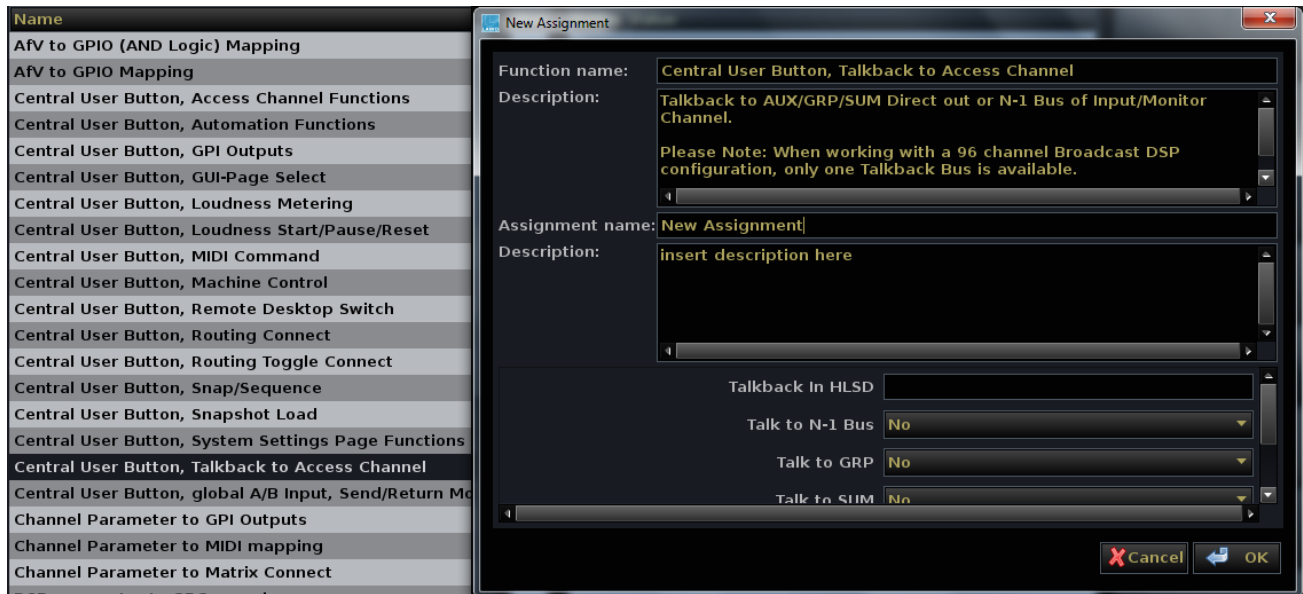 Name
AfV to GPIO (AND Logic) Mapping
AfV to GPIO Mapping
Central User Button, Access Channel Functions
Central User Button, Automation Functions
Central User Button, GPI Outputs
Central User Button, GUI-Page Select
Central User Button, Loudness Metering
Central User Button, Loudness Start/Pause/Reset
Central User Button, MIDI Command
Central User Button, Machine Control
Central User Button, Remote Desktop Switch
Central User Button, Routing Connect
Central User Button, Routing Toggle Connect
Central User Button, Snap/Sequence
Central User Button, Snapshot Load
Central User Button, System Settings Page Functions
Central User Button, Talkback to Access Channel
Central User Button, global A/B Input, Send/Return
Channel Parameter to GPI Outputs
Channel Parameter to MIDI mapping
Channel Parameter to Matrix Connect
New Assignment
Function name: Central User Button, Talkback to Access Channel
Description: Talkback to AUX/GRP/SUM Direct out or N-1 Bus of Input/Monitor
Channel.
Please Note: When working with a 96 channel Broadcast DSP
configuration, only one Talkback Bus is available.
Assignment name: New Assignment
Description: insert description here
Talkback In HLSD
Talk to N-1 Bus No
Talk to GRP No
Talk to SUM No
Cancel OK